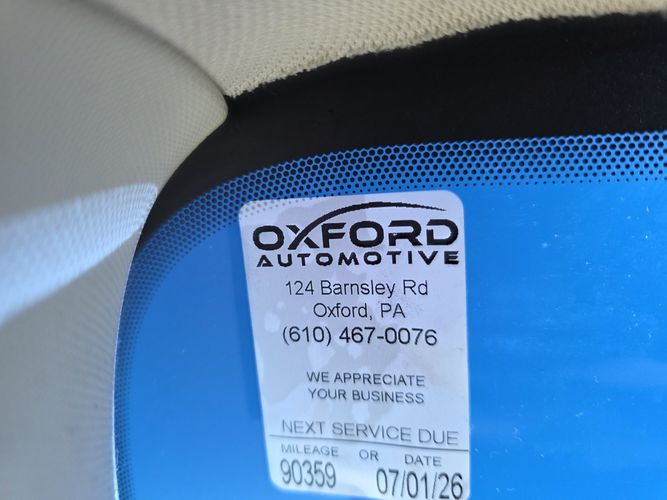 OXFORD
AUTOMOTIVE
124 Barnsley Rd
Oxford, PA
(610) 467-0076
WE APPRECIATE
YOUR BUSINESS
NEXT SERVICE DUE
MILEAGE OR DATE
90359 07/01/26